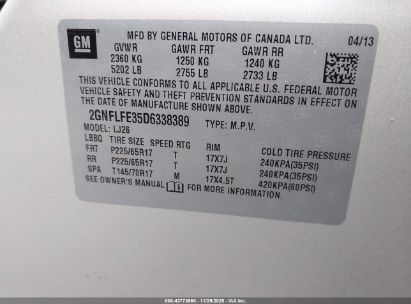 GM
MFD BY GENERAL MOTORS OF CANADA LTD. 04/13
GVWR GAWR FRT GAWR RR
2360 KG 1250 KG 1240 KG
5202 LB 2755 LB 2733 LB
THIS VEHICLE CONFORMS TO ALL APPLICABLE U.S. FEDERAL MOTOR
VEHICLE SAFETY AND BUMPER STANDARDS IN EFFECT ON THE DATE OF
MANUFACTURE SHOWN ABOVE.
2GNFLFE35D6338389 TYPE: M.P.V.
MODEL: LJ26
LBBQ TIRE SIZE SPEED RTG RIM COLD TIRE PRESSURE
FRT P225/65R17 T 17X7J 240KPA(35PSI)
RR P225/65R17 T 17X7J 240KPA(35PSI)
SPA T145/70R17 M 17X4.5T 420KPA(60PSI)
SEE OWNER'S MANUAL FOR MORE INFORMATION.